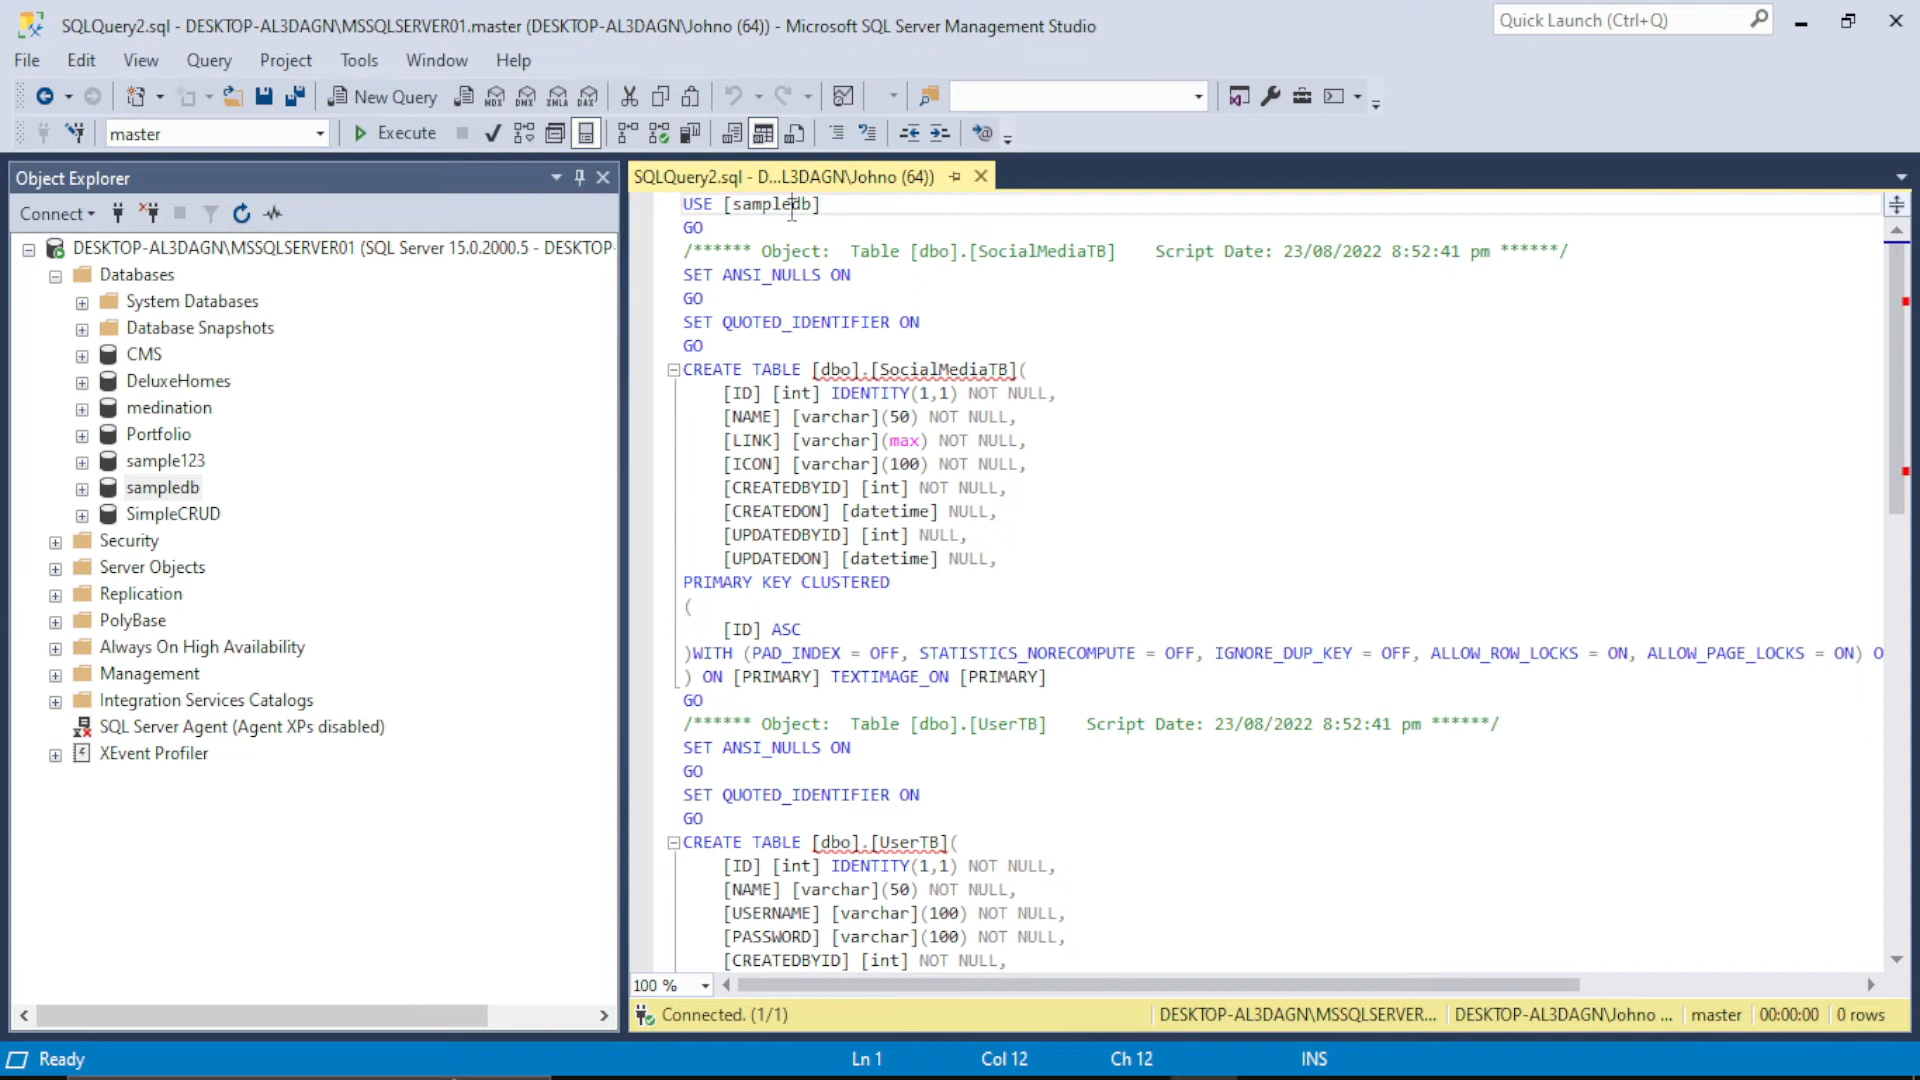 SQLQuery2.sql - DESKTOP-AL3DAGN\MSSQLSERVER01.master (DESKTOP-AL3DAGN\Johno (64)) - Microsoft SQL Server Management Studio
Quick Launch (Ctrl+Q)
File Edit View Query Project Tools Window Help
New Query MDX DMX XMLA DAX
master Execute
Object Explorer
Connect
DESKTOP-AL3DAGN\MSSQLSERVER01 (SQL Server 15.0.2000.5 - DESKTOP-
Databases
System Databases
Database Snapshots
CMS
DeluxeHomes
medination
Portfolio
sample123
sampledb
SimpleCRUD
Security
Server Objects
Replication
PolyBase
Always On High Availability
Management
Integration Services Catalogs
SQL Server Agent (Agent XPs disabled)
XEvent Profiler
SQLQuery2.sql - D...L3DAGN\Johno (64))
USE [sampledb]
GO
/****** Object:  Table [dbo].[SocialMediaTB]    Script Date: 23/08/2022 8:52:41 pm ******/
SET ANSI_NULLS ON
GO
SET QUOTED_IDENTIFIER ON
GO
CREATE TABLE [dbo].[SocialMediaTB](
[ID] [int] IDENTITY(1,1) NOT NULL,
[NAME] [varchar](50) NOT NULL,
[LINK] [varchar](max) NOT NULL,
[ICON] [varchar](100) NOT NULL,
[CREATEDBYID] [int] NOT NULL,
[CREATEDON] [datetime] NULL,
[UPDATEDBYID] [int] NULL,
[UPDATEDON] [datetime] NULL,
PRIMARY KEY CLUSTERED
(
[ID] ASC
)WITH (PAD_INDEX = OFF, STATISTICS_NORECOMPUTE = OFF, IGNORE_DUP_KEY = OFF, ALLOW_ROW_LOCKS = ON, ALLOW_PAGE_LOCKS = ON) O
) ON [PRIMARY] TEXTIMAGE_ON [PRIMARY]
GO
/****** Object:  Table [dbo].[UserTB]    Script Date: 23/08/2022 8:52:41 pm ******/
SET ANSI_NULLS ON
GO
SET QUOTED_IDENTIFIER ON
GO
CREATE TABLE [dbo].[UserTB](
[ID] [int] IDENTITY(1,1) NOT NULL,
[NAME] [varchar](50) NOT NULL,
[USERNAME] [varchar](100) NOT NULL,
[PASSWORD] [varchar](100) NOT NULL,
[CREATEDBYID] [int] NOT NULL,
100 %
Connected. (1/1) DESKTOP-AL3DAGN\MSSQLSERVER... DESKTOP-AL3DAGN\Johno ... master 00:00:00 0 rows
Ready Ln 1 Col 12 Ch 12 INS